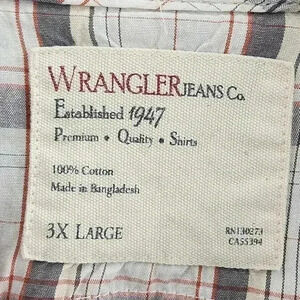 WRANGLER JEANS Co.
Established 1947
Premium • Quality • Shirts
100% Cotton
Made in Bangladesh
3X LARGE
RN130273
CA55394